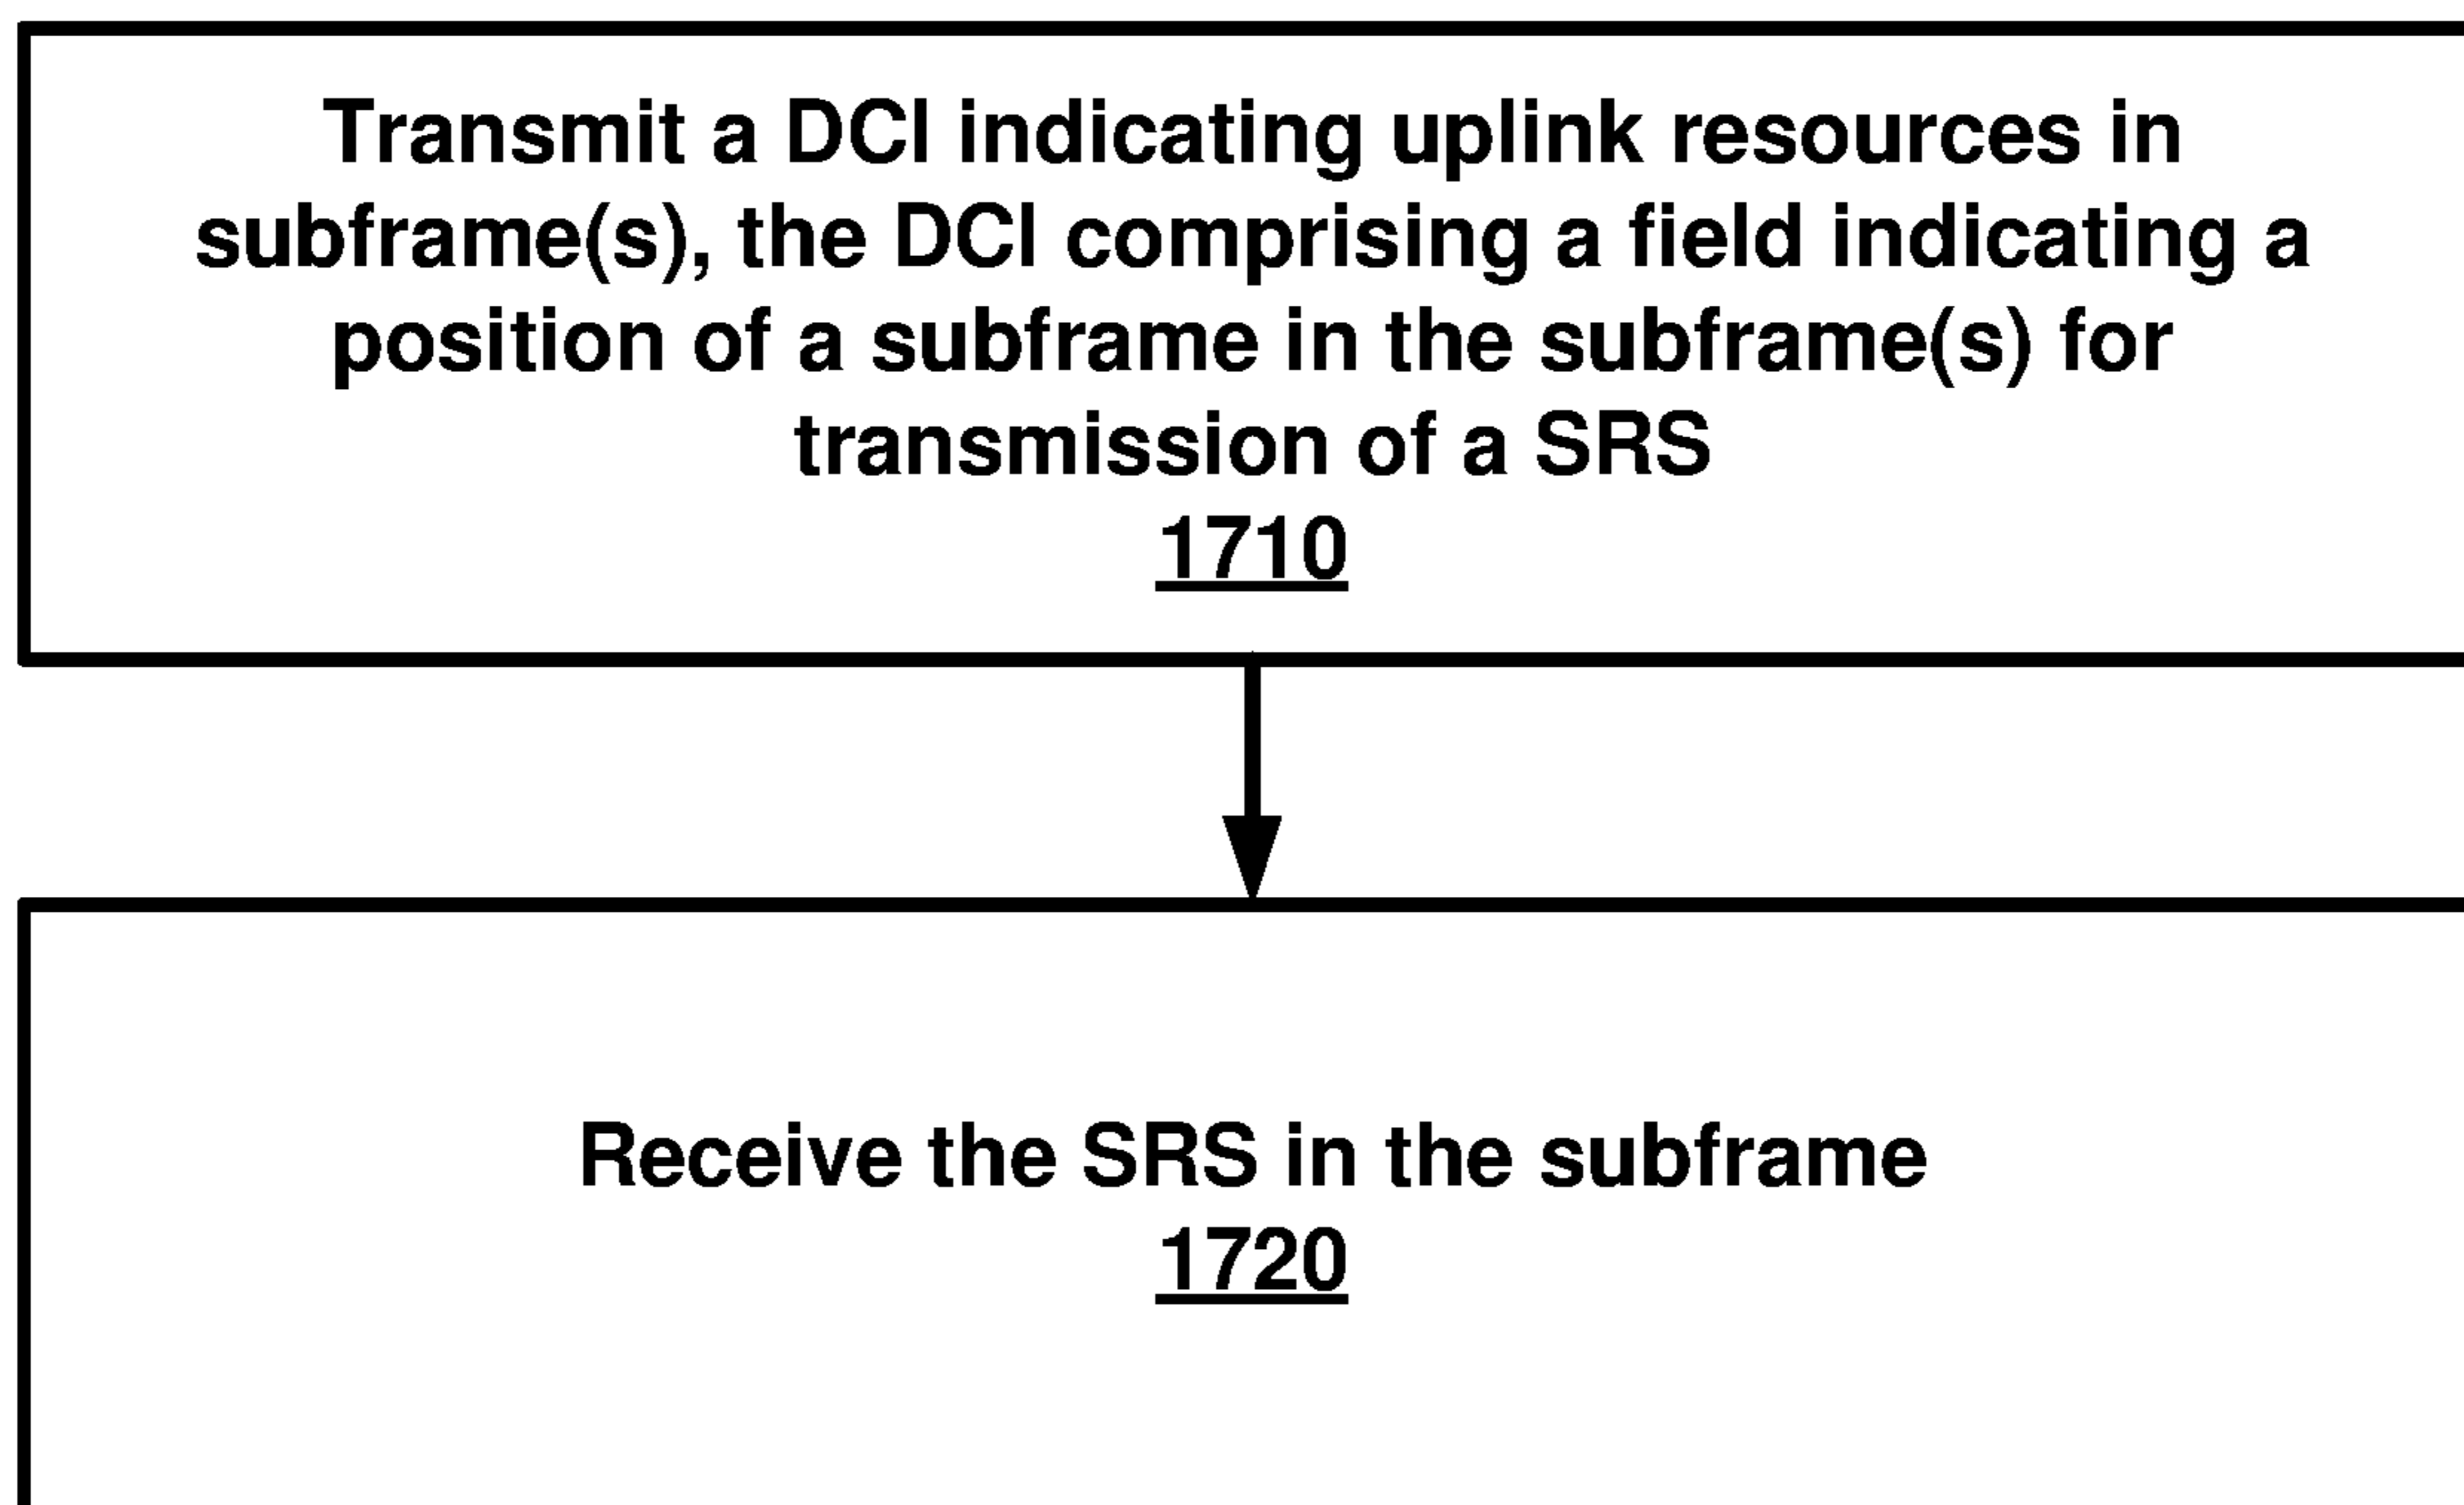 Transmit a DCI indicating uplink resources in
subframe(s), the DCI comprising a field indicating a
position of a subframe in the subframe(s) for
transmission of a SRS
1710
Receive the SRS in the subframe
1720